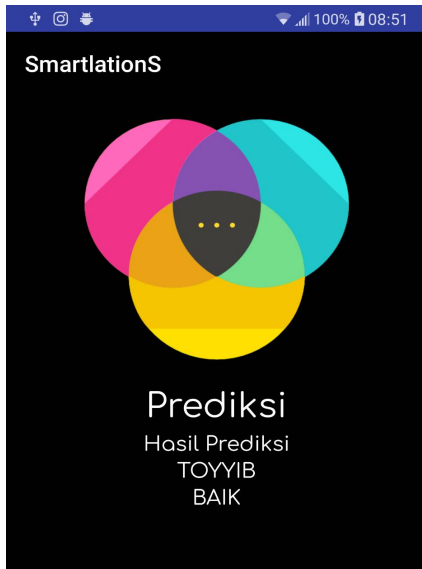 100% 08:51
SmartlationS
Prediksi
Hasil Prediksi
TOYYIB
BAIK